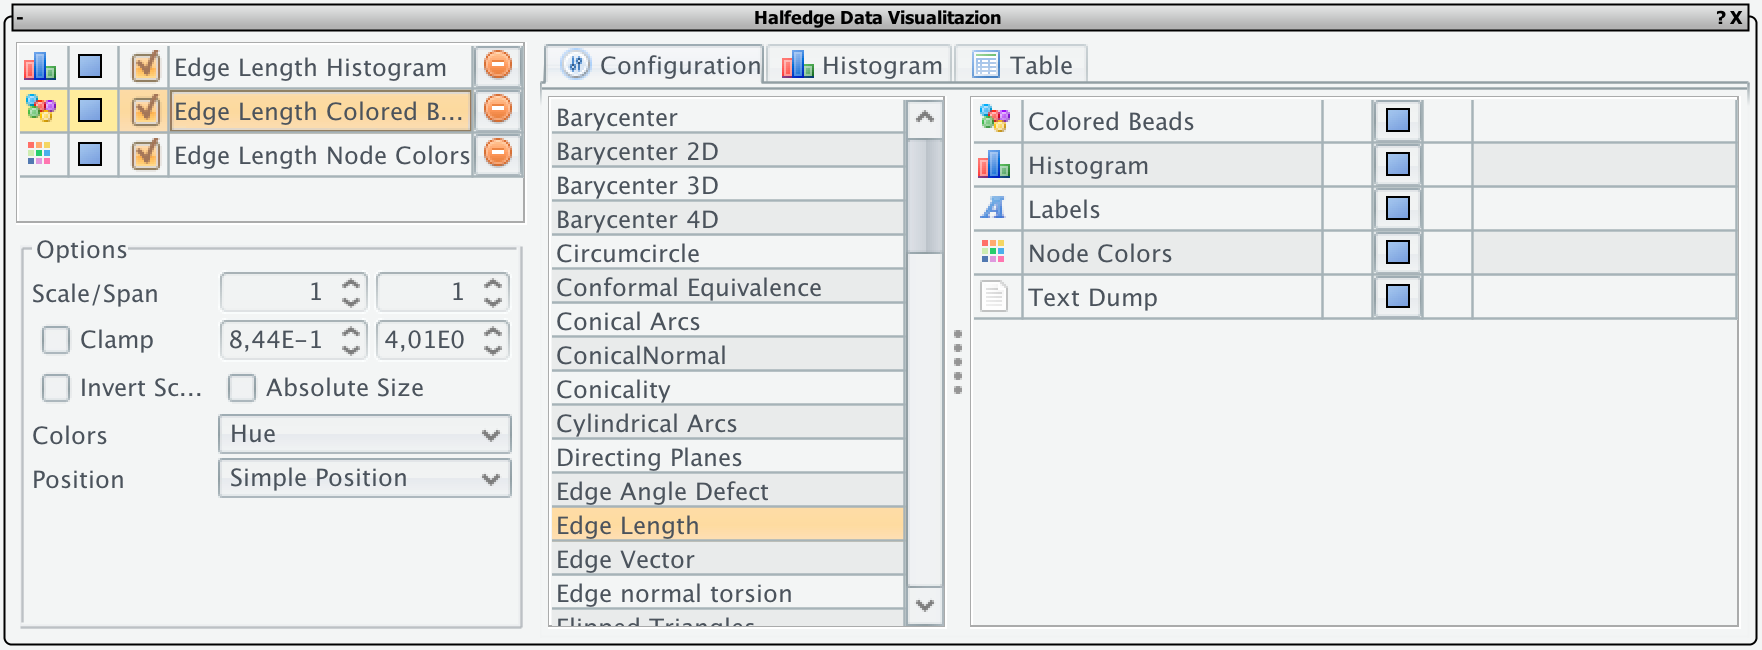 - Halfedge Data Visualitazion ? X
Edge Length Histogram
Edge Length Colored B...
Edge Length Node Colors
Options
Scale/Span 1 1
Clamp 8,44E-1 4,01E0
Invert Sc... Absolute Size
Colors Hue
Position Simple Position
Configuration Histogram Table
Barycenter
Barycenter 2D
Barycenter 3D
Barycenter 4D
Circumcircle
Conformal Equivalence
Conical Arcs
ConicalNormal
Conicality
Cylindrical Arcs
Directing Planes
Edge Angle Defect
Edge Length
Edge Vector
Edge normal torsion
Flipped Triangles
Colored Beads
Histogram
Labels
Node Colors
Text Dump